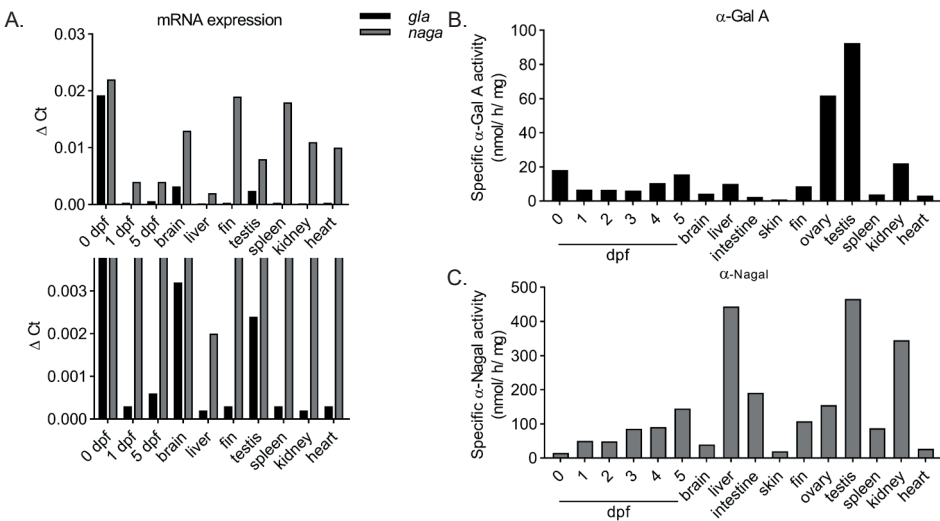 A.
mRNA expression
gla
naga
Δ Ct
0.03
0.02
0.01
0.00
0 dpf
1 dpf
5 dpf
brain
liver
fin
testis
spleen
kidney
heart
Δ Ct
0.003
0.002
0.001
0.000
0 dpf
1 dpf
5 dpf
brain
liver
fin
testis
spleen
kidney
heart
B.
α-Gal A
Specific α-Gal A activity
(nmol/ h/ mg)
100
80
60
40
20
0
0
1
2
3
4
5
brain
liver
intestine
skin
fin
ovary
testis
spleen
kidney
heart
dpf
C.
α-Nagal
Specific α-Nagal activity
(nmol/ h/ mg)
500
400
300
200
100
0
0
1
2
3
4
5
brain
liver
intestine
skin
fin
ovary
testis
spleen
kidney
heart
dpf